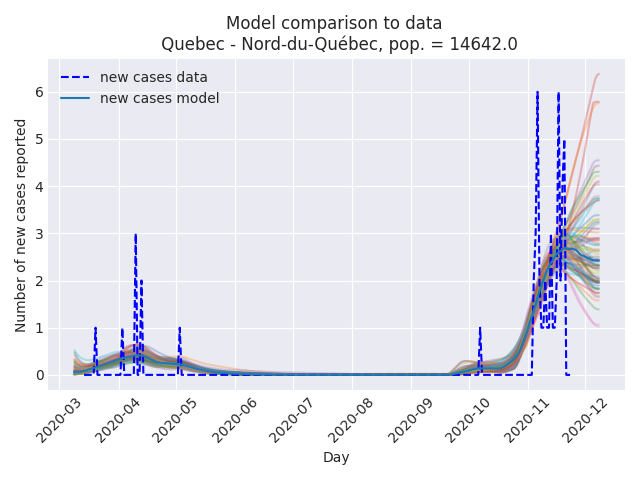 Model comparison to data
Quebec - Nord-du-Québec, pop. = 14642.0
new cases data
new cases model
Number of new cases reported
6
5
4
3
2
1
0
2020-03
2020-04
2020-05
2020-06
2020-07
2020-08
2020-09
2020-10
2020-11
2020-12
Day